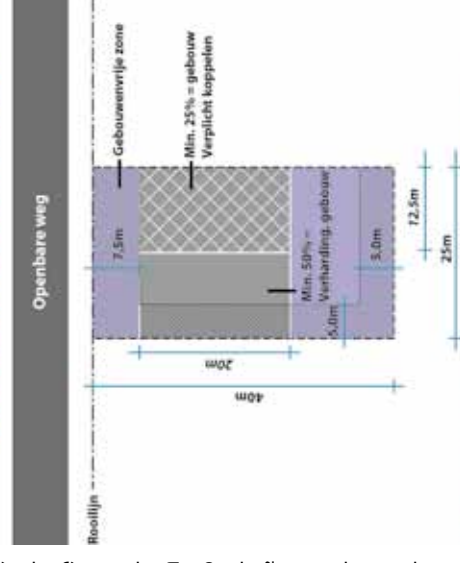 Openbare weg
Rooilijn
Gebouwenvrije zone
Min. 25% = gebouw
Verplicht koppelen
7,5m
Min. 50% =
Verharding, gebouw
5,0m
5,0m
20m
40m
12,5m
25m